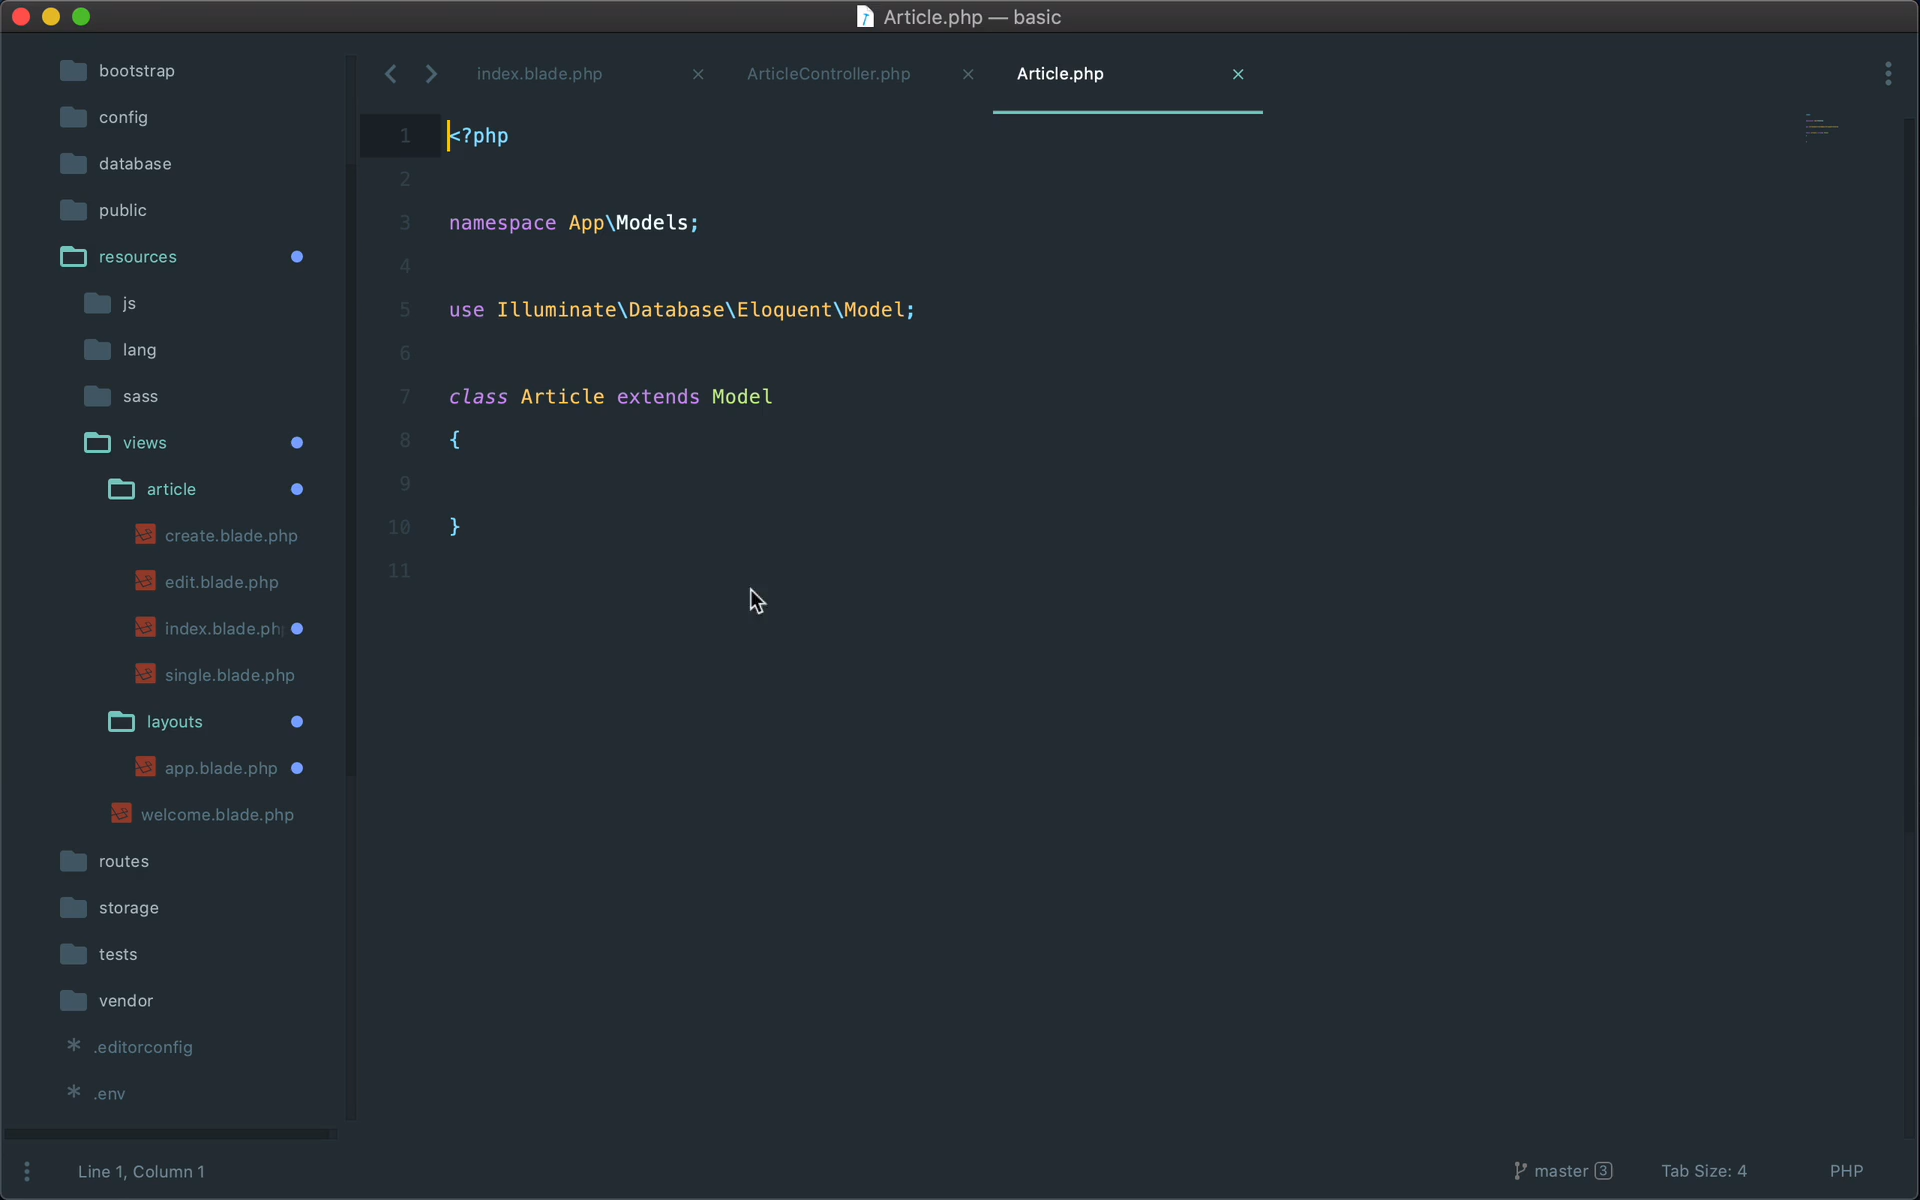 Article.php — basic
bootstrap
config
database
public
resources
js
lang
sass
views
article
create.blade.php
edit.blade.php
index.blade.ph
single.blade.php
layouts
app.blade.php
welcome.blade.php
routes
storage
tests
vendor
* .editorconfig
* .env
index.blade.php × ArticleController.php × Article.php ×
1 <?php
2
3 namespace App\Models;
4
5 use Illuminate\Database\Eloquent\Model;
6
7 class Article extends Model
8 {
9
10 }
11
Line 1, Column 1
master 3
Tab Size: 4
PHP